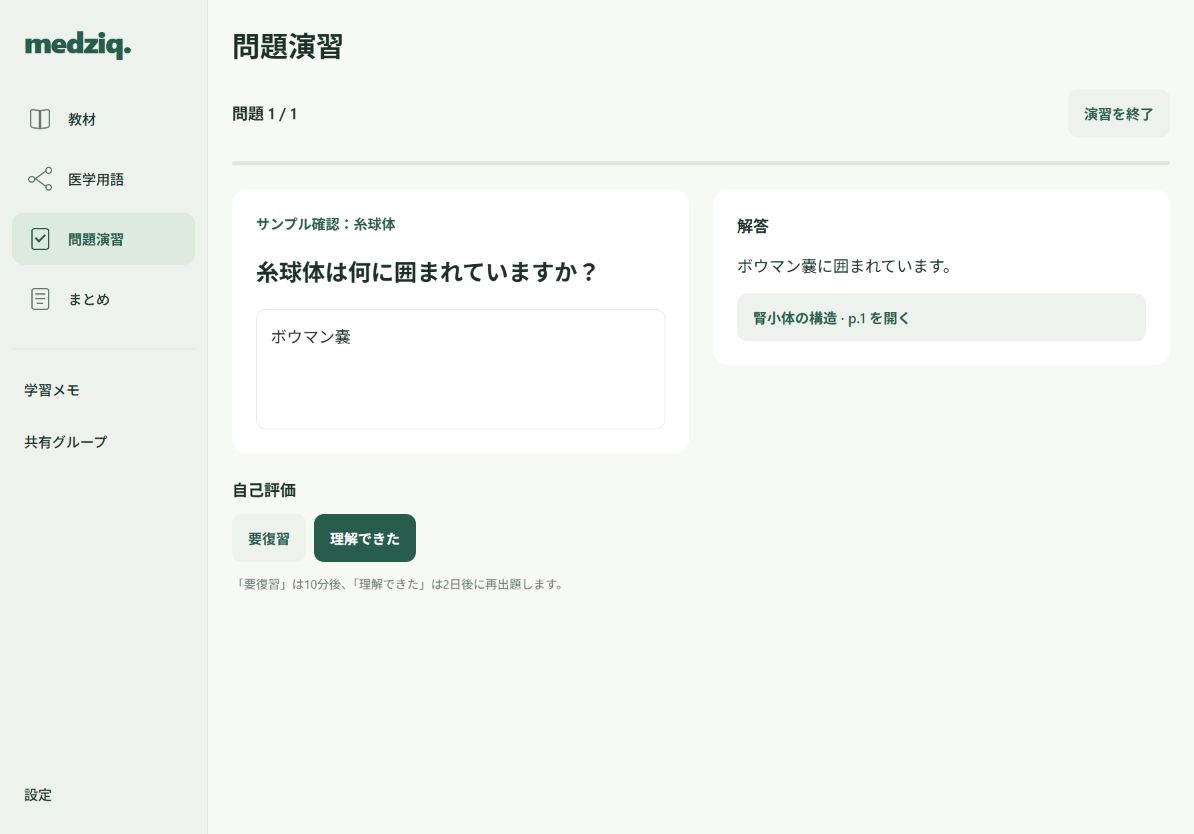 medziq.
教材
医学用語
問題演習
まとめ
学習メモ
共有グループ
設定
問題演習
問題 1 / 1
演習を終了
サンプル確認：糸球体
糸球体は何に囲まれていますか？
ボウマン嚢
解答
ボウマン嚢に囲まれています。
腎小体の構造 · p.1 を開く
自己評価
要復習
理解できた
「要復習」は10分後、「理解できた」は2日後に再出題します。